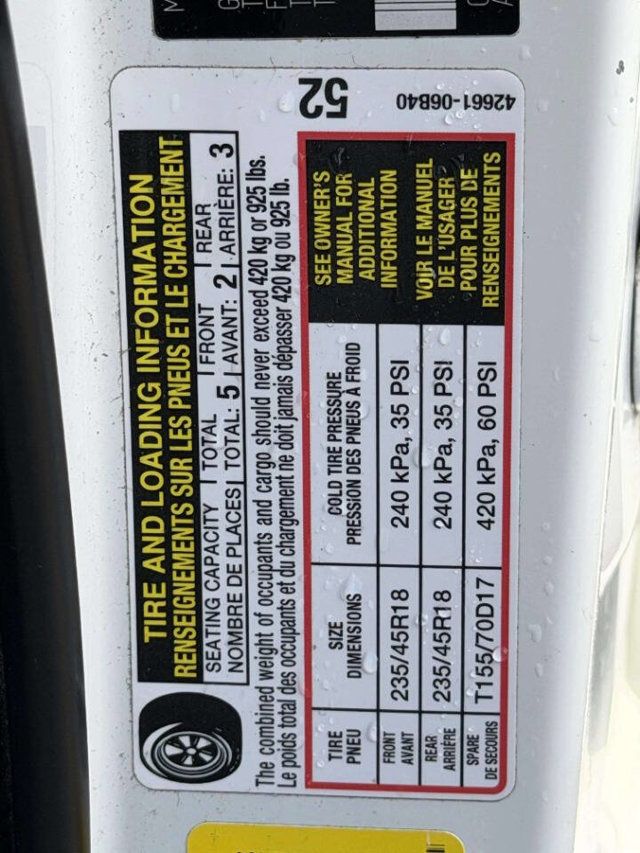 TIRE AND LOADING INFORMATION
RENSEIGNEMENTS SUR LES PNEUS ET LE CHARGEMENT
SEATING CAPACITY | TOTAL | FRONT | REAR
NOMBRE DE PLACES | TOTAL: 5 | AVANT: 2 | ARRIÈRE: 3
The combined weight of occupants and cargo should never exceed 420 kg or 925 lbs.
Le poids total des occupants et du chargement ne doit jamais dépasser 420 kg ou 925 lb.
TIRE SIZE COLD TIRE PRESSURE
PNEU DIMENSIONS PRESSION DES PNEUS À FROID
FRONT
AVANT 235/45R18 240 kPa, 35 PSI
REAR
ARRIÈRE 235/45R18 240 kPa, 35 PSI
SPARE
DE SECOURS T155/70D17 420 kPa, 60 PSI
SEE OWNER'S
MANUAL FOR
ADDITIONAL
INFORMATION
VOIR LE MANUEL
DE L'USAGER
POUR PLUS DE
RENSEIGNEMENTS
52
42661-06B40